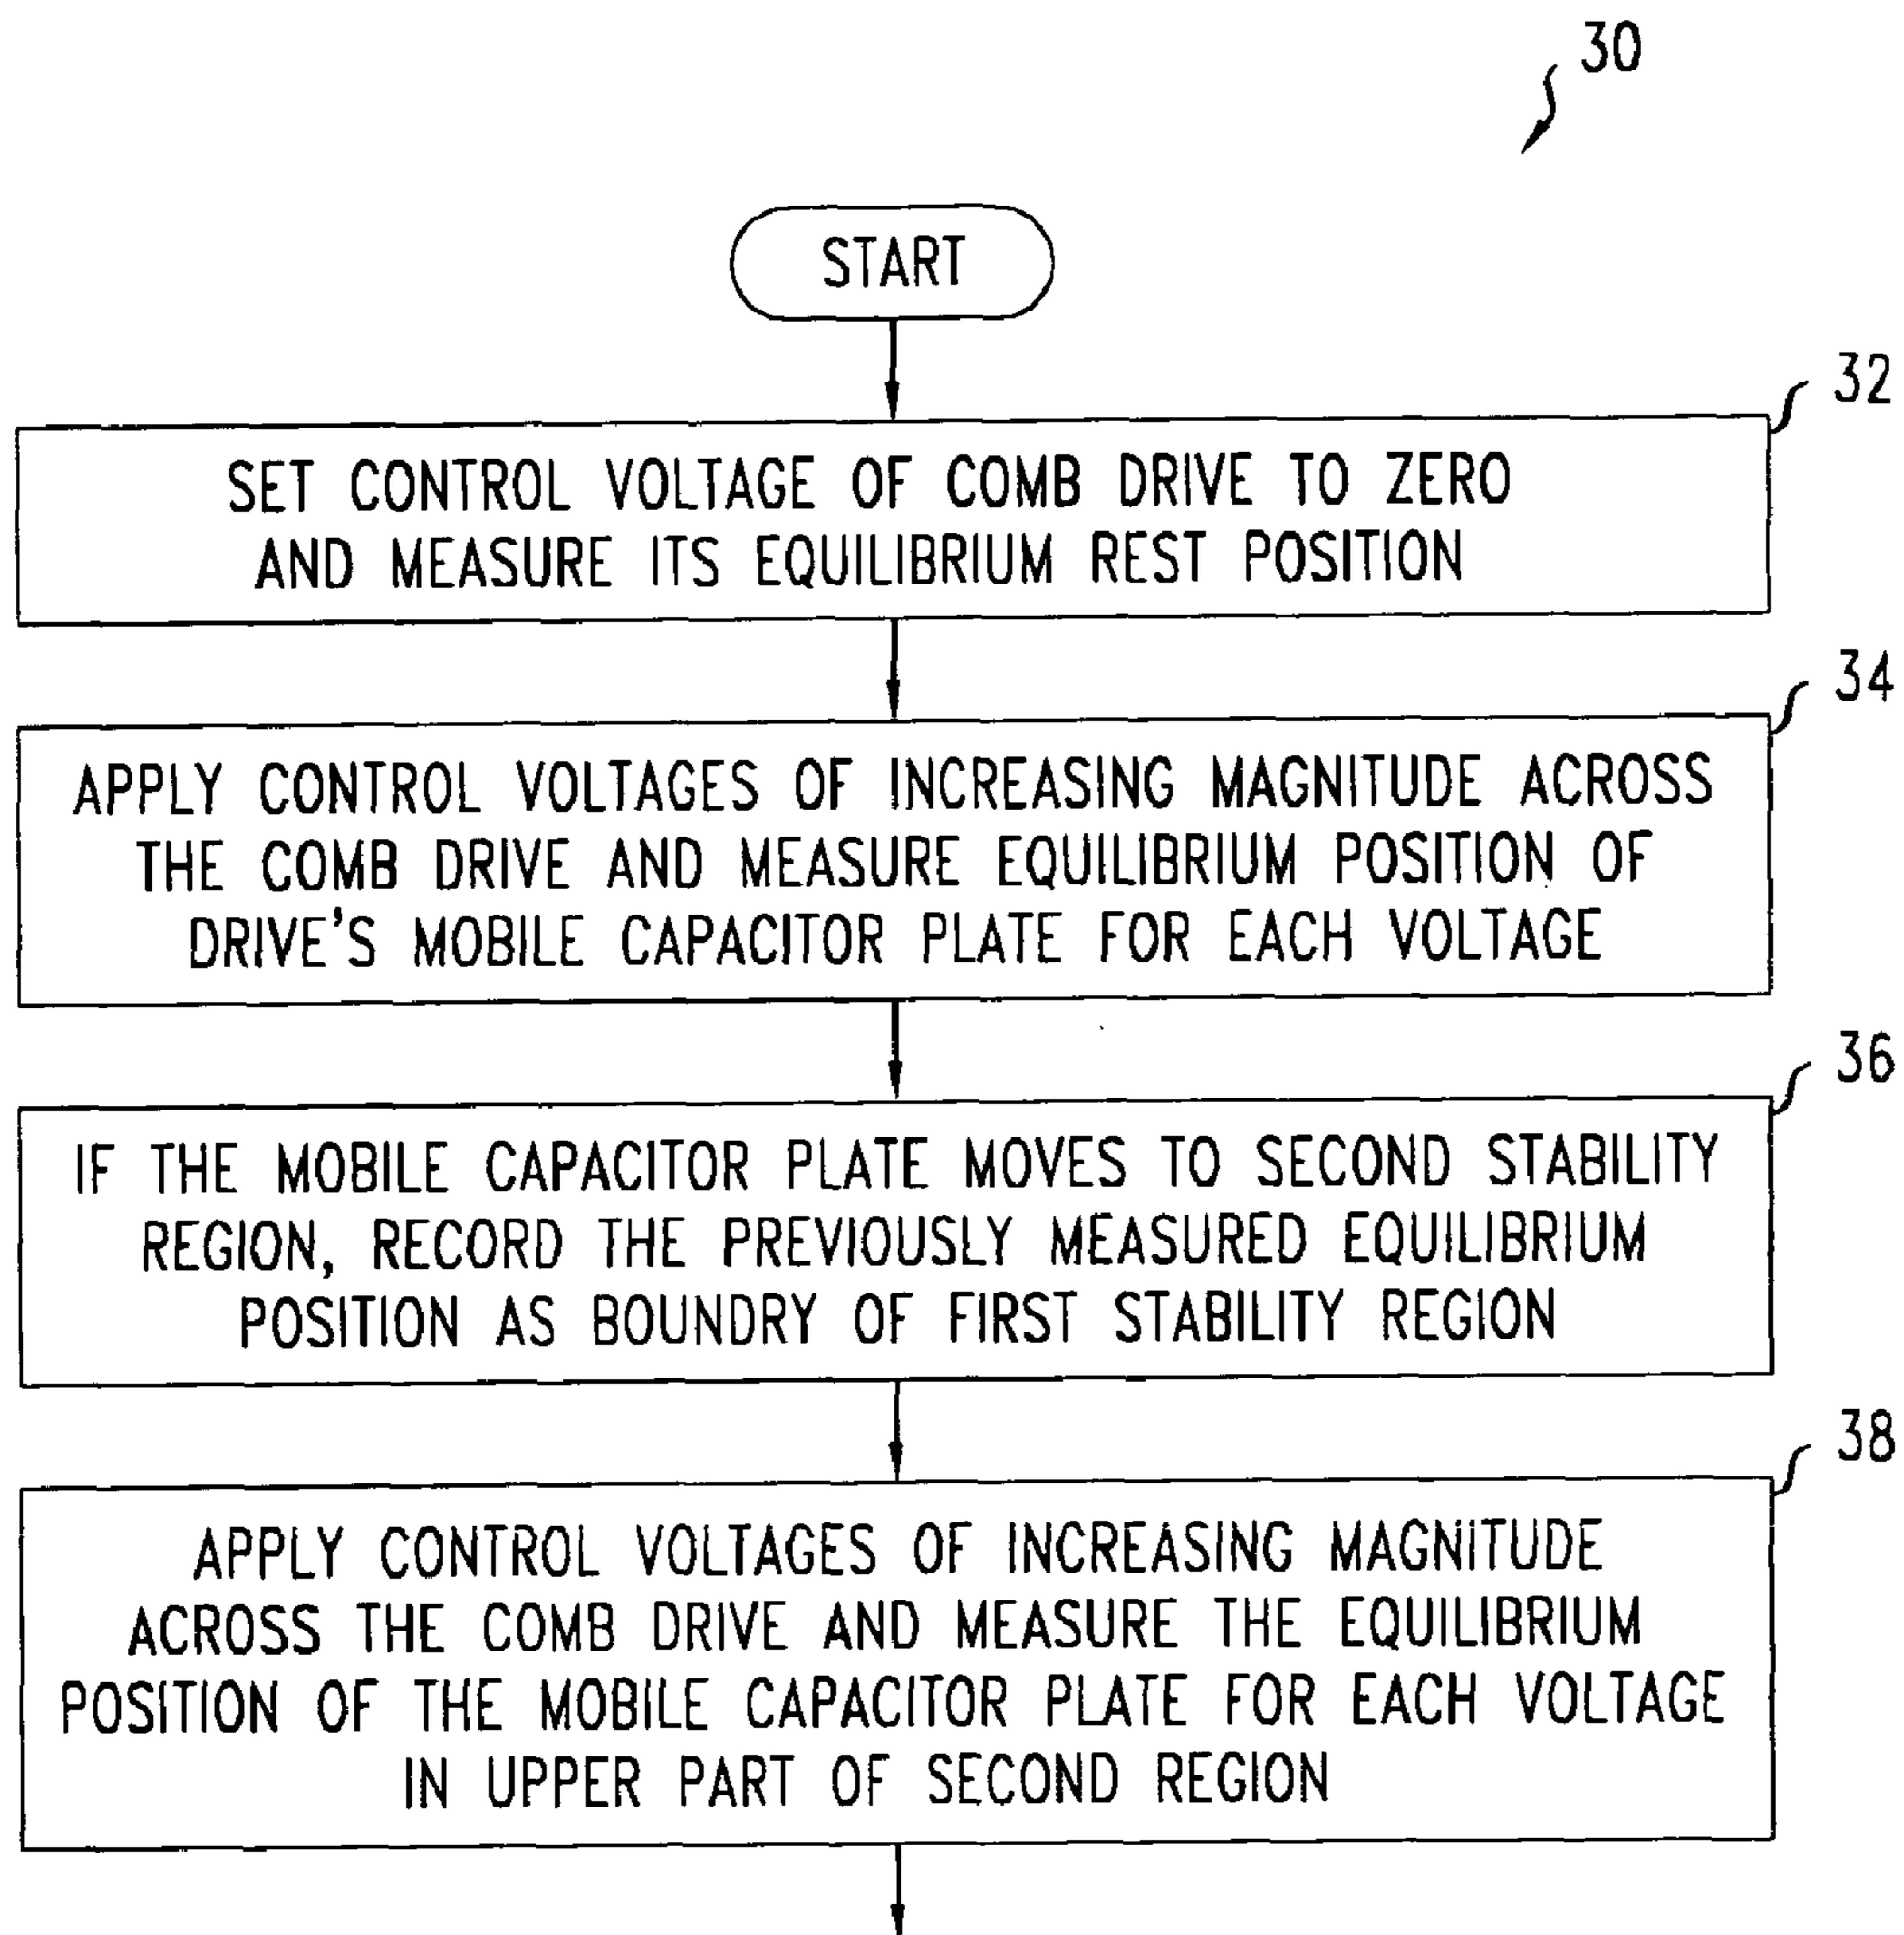 30
START
32
SET CONTROL VOLTAGE OF COMB DRIVE TO ZERO
AND MEASURE ITS EQUILIBRIUM REST POSITION
34
APPLY CONTROL VOLTAGES OF INCREASING MAGNITUDE ACROSS
THE COMB DRIVE AND MEASURE EQUILIBRIUM POSITION OF
DRIVE'S MOBILE CAPACITOR PLATE FOR EACH VOLTAGE
36
IF THE MOBILE CAPACITOR PLATE MOVES TO SECOND STABILITY
REGION, RECORD THE PREVIOUSLY MEASURED EQUILIBRIUM
POSITION AS BOUNDRY OF FIRST STABILITY REGION
38
APPLY CONTROL VOLTAGES OF INCREASING MAGNITUDE
ACROSS THE COMB DRIVE AND MEASURE THE EQUILIBRIUM
POSITION OF THE MOBILE CAPACITOR PLATE FOR EACH VOLTAGE
IN UPPER PART OF SECOND REGION